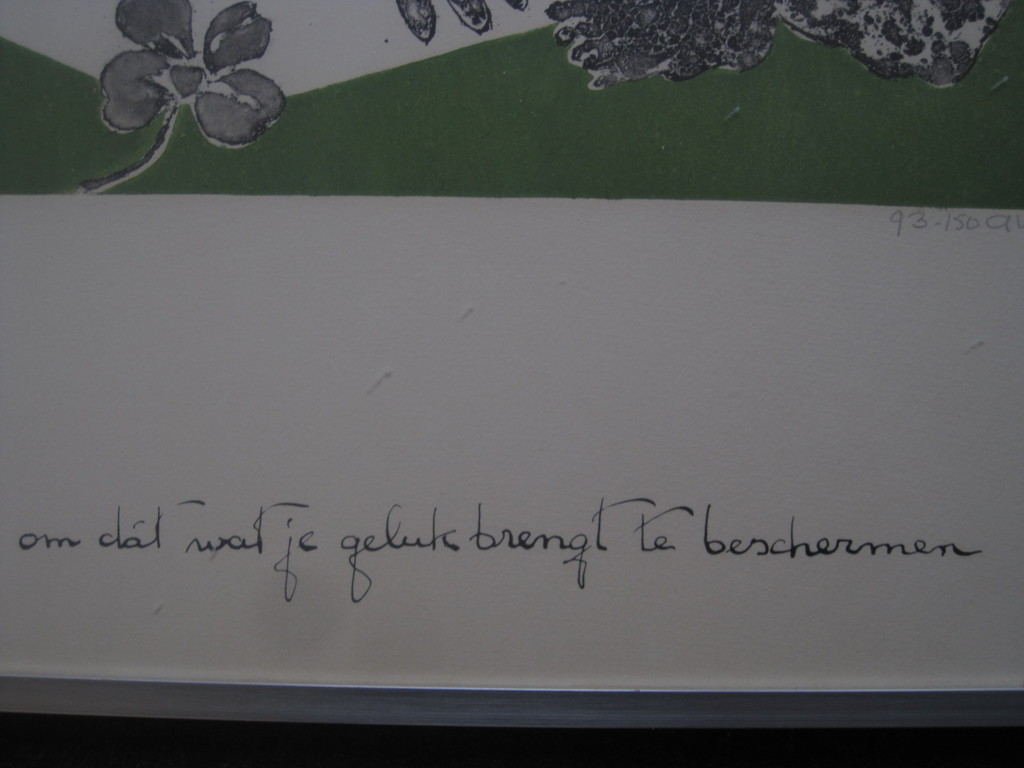 93-150
om dát wat je geluk brengt te beschermen